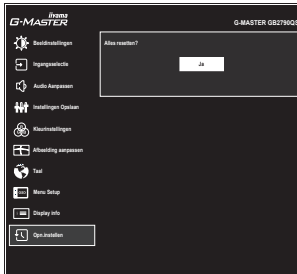 iiyama
G-MASTER
G-MASTER GB2790QS
Beeldinstellingen
Alles resetten?
Ja
Ingangsselectie
Audio Aanpassen
Instellingen Opslaan
Kleurinstellingen
Afbeelding aanpassen
Taal
Menu Setup
Display info
Opn.instellen